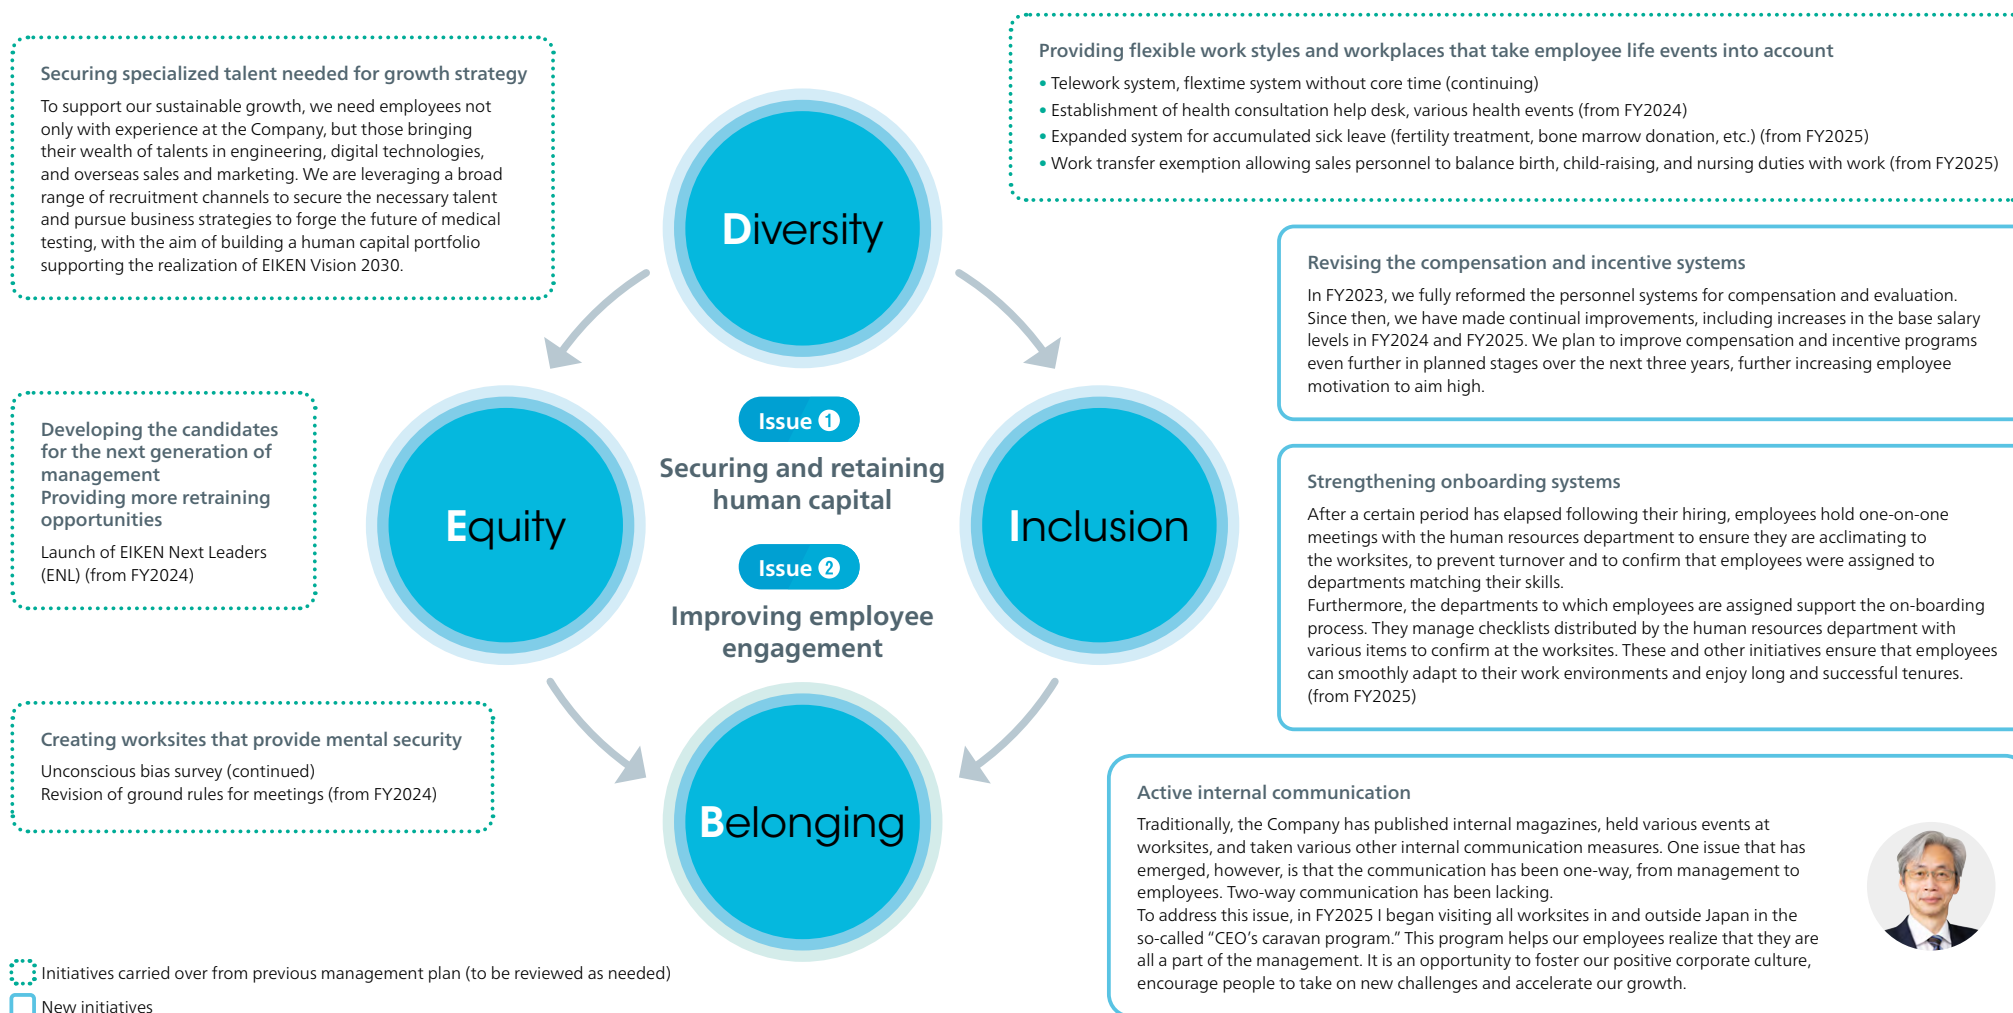 Securing specialized talent needed for growth strategy
To support our sustainable growth, we need employees not
only with experience at the Company, but those bringing
their wealth of talents in engineering, digital technologies,
and overseas sales and marketing. We are leveraging a broad
range of recruitment channels to secure the necessary talent
and pursue business strategies to forge the future of medical
testing, with the aim of building a human capital portfolio
supporting the realization of EIKEN Vision 2030.
Developing the candidates
for the next generation of
management
Providing more retraining
opportunities
Launch of EIKEN Next Leaders
(ENL) (from FY2024)
Creating worksites that provide mental security
Unconscious bias survey (continued)
Revision of ground rules for meetings (from FY2024)
Diversity
Equity
Issue 1
Securing and retaining
human capital
Issue 2
Improving employee
engagement
Inclusion
Belonging
Providing flexible work styles and workplaces that take employee life events into account
• Telework system, flextime system without core time (continuing)
• Establishment of health consultation help desk, various health events (from FY2024)
• Expanded system for accumulated sick leave (fertility treatment, bone marrow donation, etc.) (from FY2025)
• Work transfer exemption allowing sales personnel to balance birth, child-raising, and nursing duties with work (from FY2025)
Revising the compensation and incentive systems
In FY2023, we fully reformed the personnel systems for compensation and evaluation.
Since then, we have made continual improvements, including increases in the base salary
levels in FY2024 and FY2025. We plan to improve compensation and incentive programs
even further in planned stages over the next three years, further increasing employee
motivation to aim high.
Strengthening onboarding systems
After a certain period has elapsed following their hiring, employees hold one-on-one
meetings with the human resources department to ensure they are acclimating to
the worksites, to prevent turnover and to confirm that employees were assigned to
departments matching their skills.
Furthermore, the departments to which employees are assigned support the on-boarding
process. They manage checklists distributed by the human resources department with
various items to confirm at the worksites. These and other initiatives ensure that employees
can smoothly adapt to their work environments and enjoy long and successful tenures.
(from FY2025)
Active internal communication
Traditionally, the Company has published internal magazines, held various events at
worksites, and taken various other internal communication measures. One issue that has
emerged, however, is that the communication has been one-way, from management to
employees. Two-way communication has been lacking.
To address this issue, in FY2025 I began visiting all worksites in and outside Japan in the
so-called “CEO’s caravan program.” This program helps our employees realize that they are
all a part of the management. It is an opportunity to foster our positive corporate culture,
encourage people to take on new challenges and accelerate our growth.
Initiatives carried over from previous management plan (to be reviewed as needed)
New initiatives